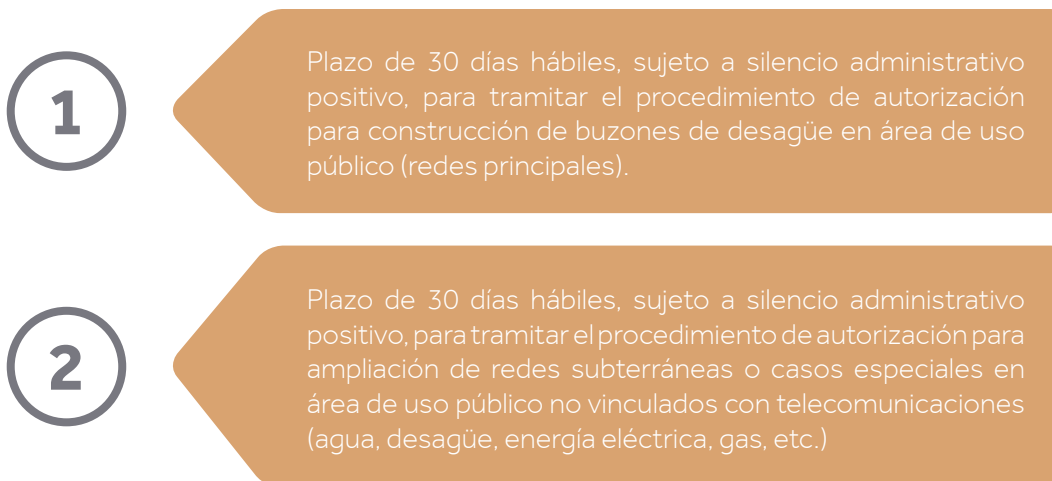 1
Plazo de 30 días hábiles, sujeto a silencio administrativo
positivo, para tramitar el procedimiento de autorización
para construcción de buzones de desagüe en área de uso
público (redes principales).
2
Plazo de 30 días hábiles, sujeto a silencio administrativo
positivo, para tramitar el procedimiento de autorización para
ampliación de redes subterráneas o casos especiales en
área de uso público no vinculados con telecomunicaciones
(agua, desagüe, energía eléctrica, gas, etc.)